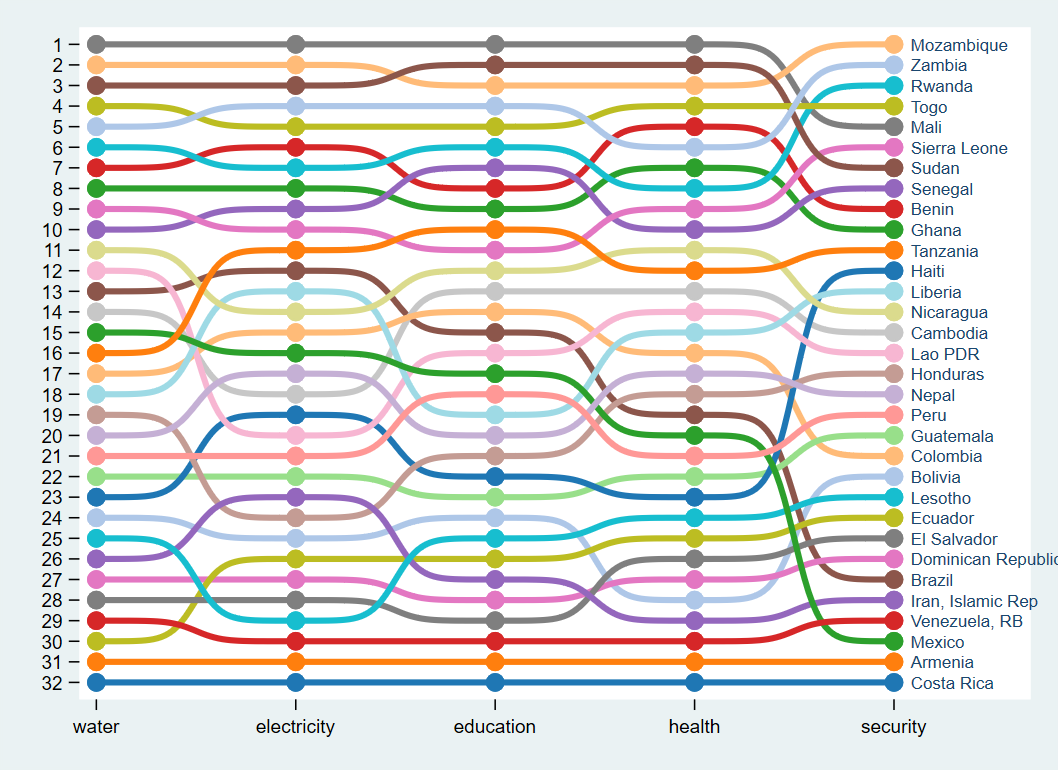 1 Mozambique
2 Zambia
3 Rwanda
4 Togo
5 Mali
6 Sierra Leone
7 Sudan
8 Senegal
9 Benin
10 Ghana
11 Tanzania
12 Haiti
13 Liberia
14 Nicaragua
15 Cambodia
16 Lao PDR
17 Honduras
18 Nepal
19 Peru
20 Guatemala
21 Colombia
22 Bolivia
23 Lesotho
24 Ecuador
25 El Salvador
26 Dominican Republic
27 Brazil
28 Iran, Islamic Rep
29 Venezuela, RB
30 Mexico
31 Armenia
32 Costa Rica
water electricity education health security